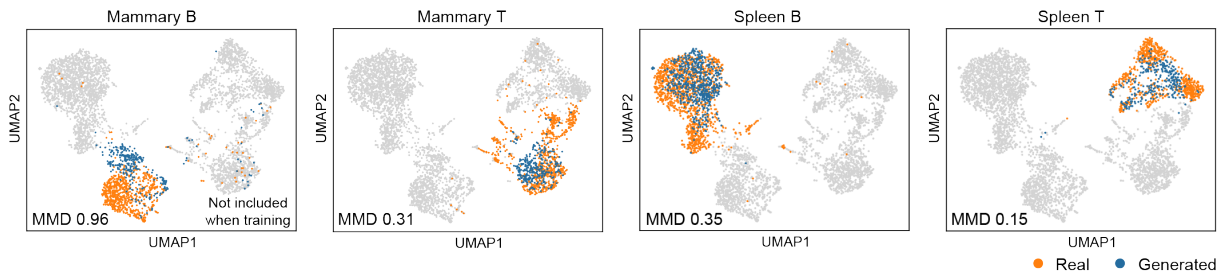 Mammary B
Mammary T
Spleen B
Spleen T
UMAP2
UMAP2
UMAP2
UMAP2
Not included
when training
MMD 0.96
MMD 0.31
MMD 0.35
MMD 0.15
UMAP1
UMAP1
UMAP1
UMAP1
Real
Generated